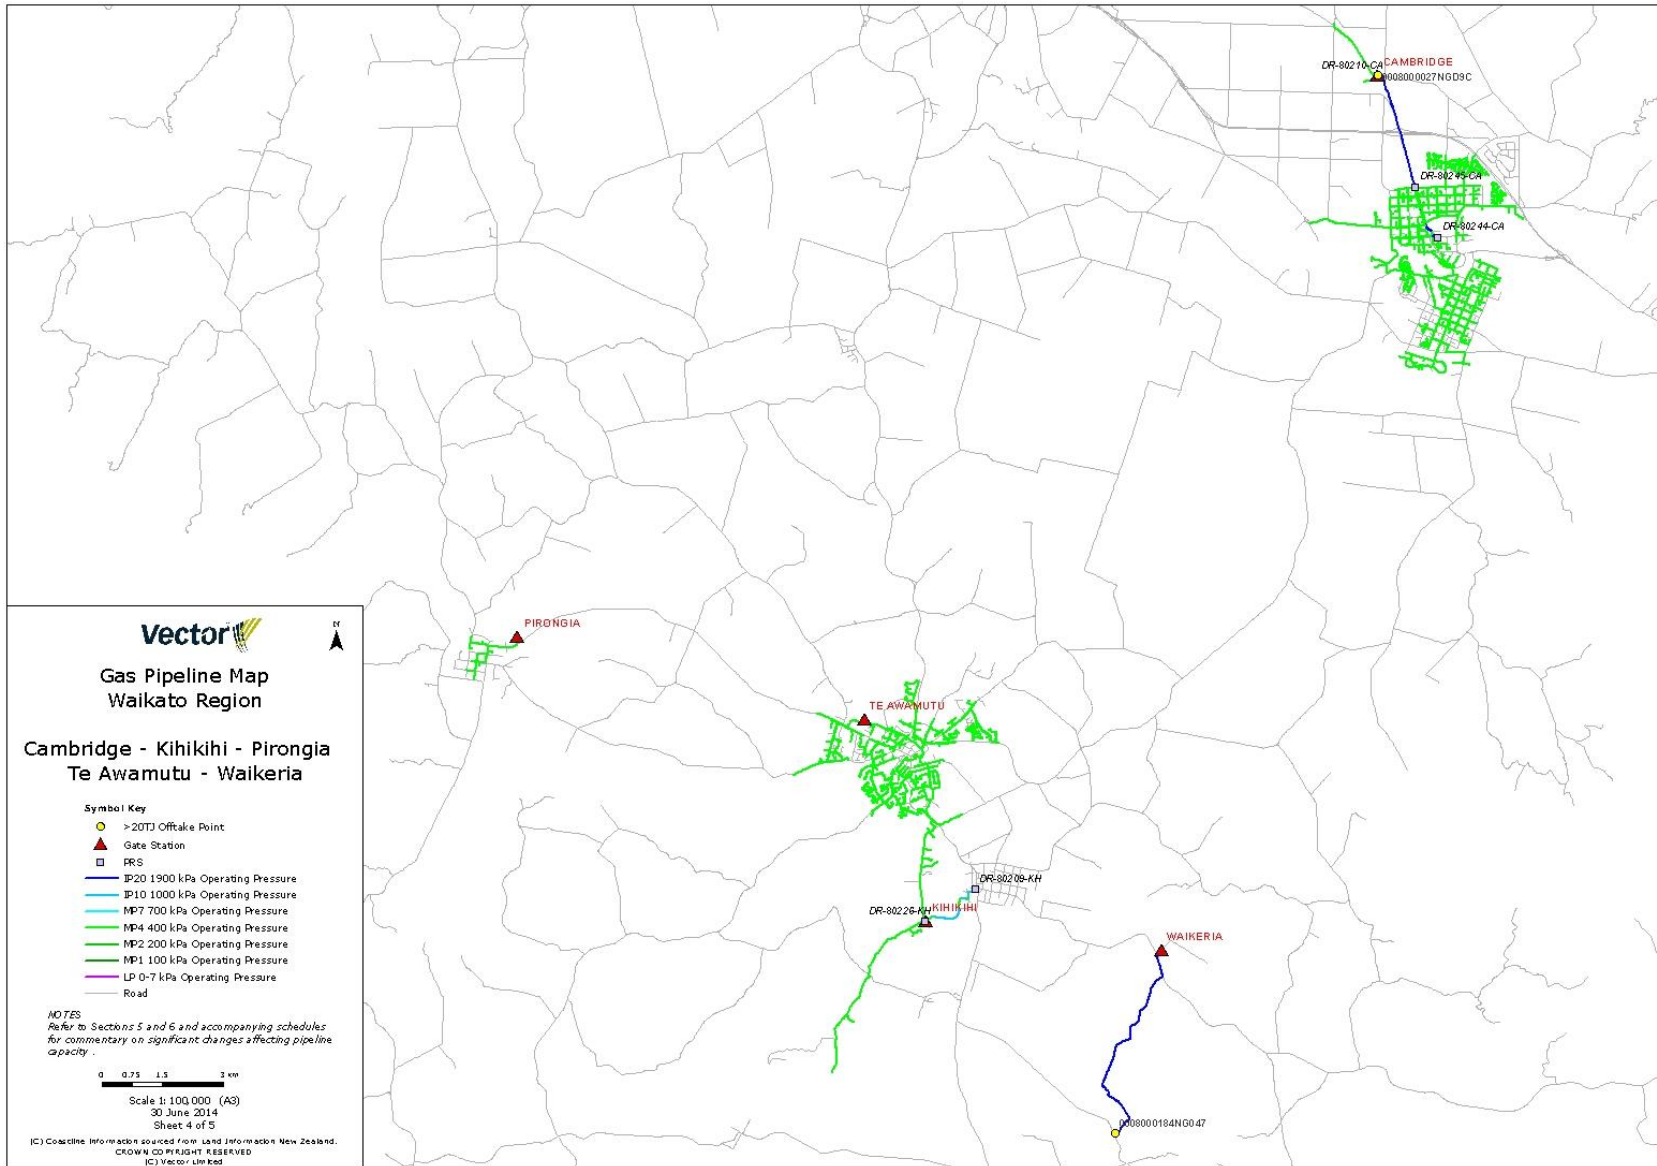 DR-80210-CA
CAMBRIDGE
0008000027NGD9C
DR-80245-CA
DR-80244-CA
PIRONGIA
TE AWAMUTU
DR-80209-KH
DR-80226-KH
KIHIKIHI
WAIKERIA
0008000184NG047
Vector
N
Gas Pipeline Map
Waikato Region
Cambridge - Kihikihi - Pirongia
Te Awamutu - Waikeria
Symbol Key
>20TJ Offtake Point
Gate Station
PRS
IP20 1900 kPa Operating Pressure
IP10 1000 kPa Operating Pressure
MP7 700 kPa Operating Pressure
MP4 400 kPa Operating Pressure
MP2 200 kPa Operating Pressure
MP1 100 kPa Operating Pressure
LP 0-7 kPa Operating Pressure
Road
NOTES
Refer to Sections 5 and 6 and accompanying schedules
for commentary on significant changes affecting pipeline
capacity .
0 0.75 1.5 3 km
Scale 1: 100,000 (A3)
30 June 2014
Sheet 4 of 5
(C) Coastline information sourced from Land Information New Zealand.
CROWN COPYRIGHT RESERVED
(C) Vector Limited